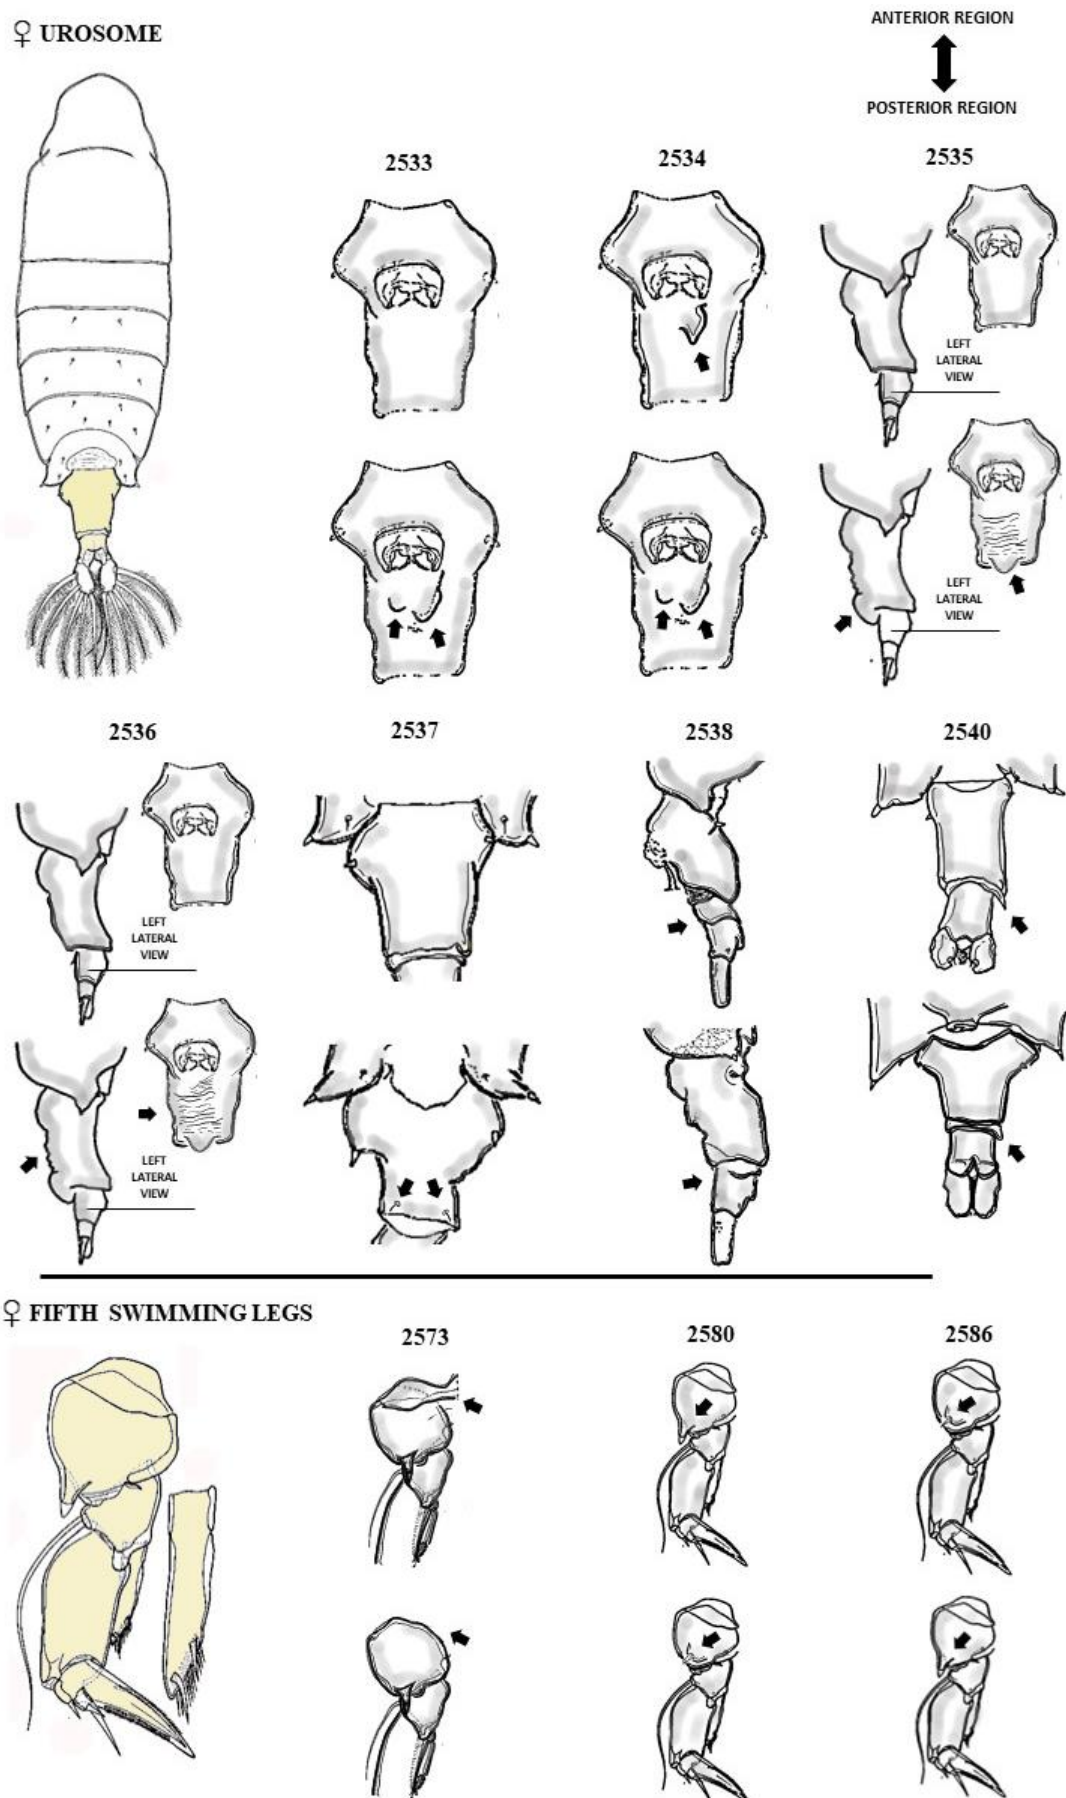 ♀ UROSOME
ANTERIOR REGION
POSTERIOR REGION
2533
2534
2535
LEFT
LATERAL
VIEW
LEFT
LATERAL
VIEW
2536
2537
2538
2540
LEFT
LATERAL
VIEW
LEFT
LATERAL
VIEW
♀ FIFTH SWIMMING LEGS
2573
2580
2586